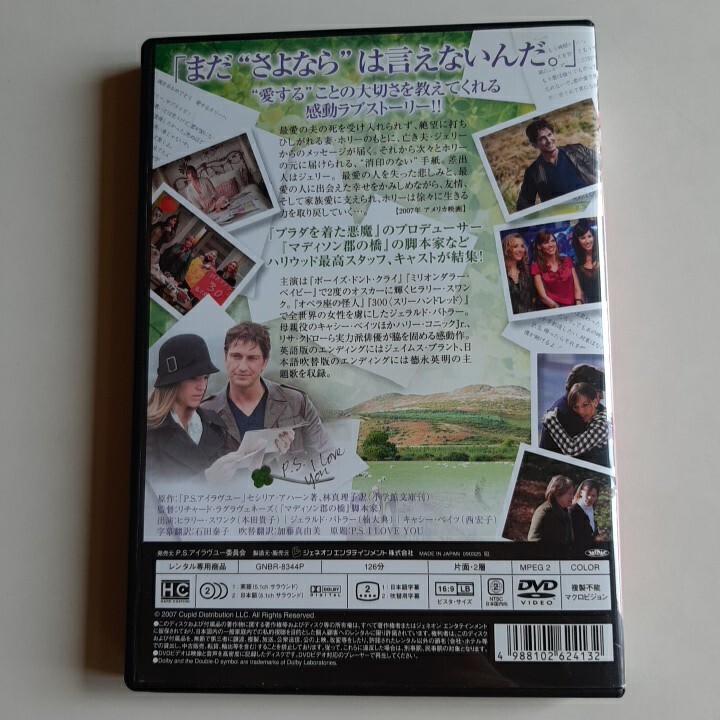 「まだ “さよなら” は言えないんだ。」
“愛する” ことの大切さを教えてくれる
感動ラブストーリー!!
最愛の夫の死を受け入れられず、絶望に打ち
ひしがれる妻・ホリーのもとに、亡き夫・ジェリー
からのメッセージが届く。それから次々とホリー
の元に届けられる、“消印のない” 手紙。差出
人はジェリー。 最愛の人を失った悲しみと、最
愛の人に出会えた幸せをかみしめながら、友情、
そして家族愛に支えられ、ホリーは徐々に生きる
力を取り戻していく… 【2007年 アメリカ映画】
『プラダを着た悪魔』のプロデューサー
『マディソン郡の橋』の脚本家など
ハリウッド最高スタッフ、キャストが結集!
主演は『ボーイズ・ドント・クライ』『ミリオンダラー・
ベイビー』で2度のオスカーに輝くヒラリー・スワン
ク。『オペラ座の怪人』『300〈スリーハンドレッド〉』
で全世界の女性を虜にしたジェラルド・バトラー。
母親役のキャシー・ベイツほかハリー・コニックJr.、
リサ・クドローら実力派俳優が脇を固める感動作。
英語版のエンディングにはジェイムス・ブラント、日
本語吹替版のエンディングには徳永英明の主
題歌を収録。
P.S. I Love You
原作:『P.S.アイラヴユー』セシリア・アハーン著、林真理子訳(小学館文庫刊)
監督:リチャード・ラグラヴェネーズ(『マディソン郡の橋』脚本家)
出演:ヒラリー・スワンク(本田貴子) ジェラルド・バトラー(楠大典) キャシー・ベイツ(西宏子)
字幕翻訳:石田泰子 吹替翻訳:加藤真由美 原題:P.S. I LOVE YOU
発売元 P.S.アイラヴユー委員会 製造元・販売元 ジェネオン エンタテインメント株式会社 MADE IN JAPAN 090325
レンタル専用商品 GNBR-8344P 126分 片面・2層 MPEG 2 COLOR
HC 2 1: 英語(5.1ch サラウンド) 2: 日本語(5.1ch サラウンド) DOLBY DIGITAL 2 1: 日本語字幕 2: 吹替用字幕 16:9 LB ビスタ・サイズ 2 NTSC 日本国内向 DVD VIDEO 複製不能 マクロビジョン
© 2007 Cupid Distribution LLC. All Rights Reserved.
●Dolby and the Double-D symbol are trademarks of Dolby Laboratories.
4 988102 624132